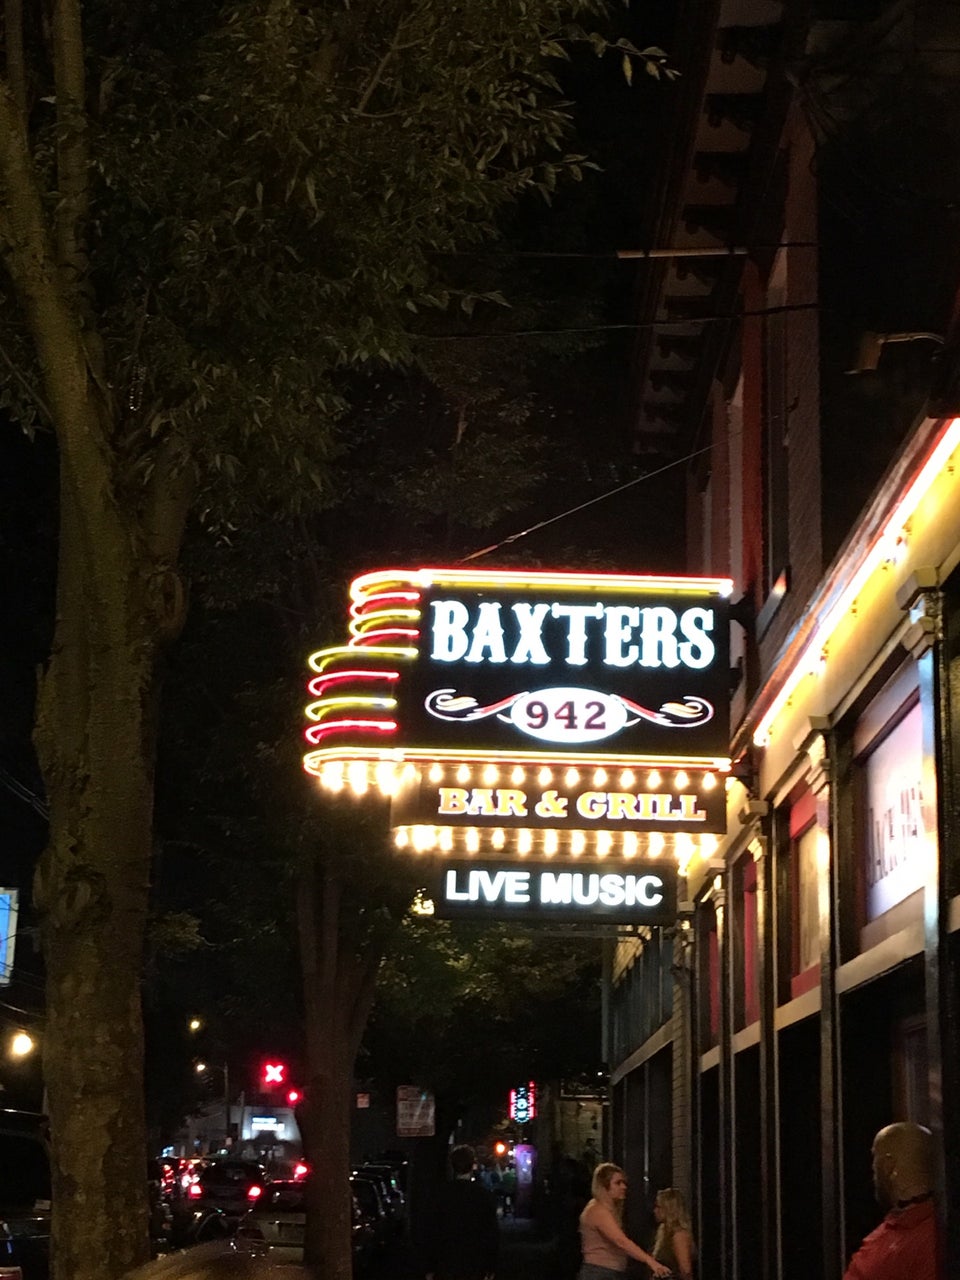 BAXTERS
942
BAR & GRILL
LIVE MUSIC